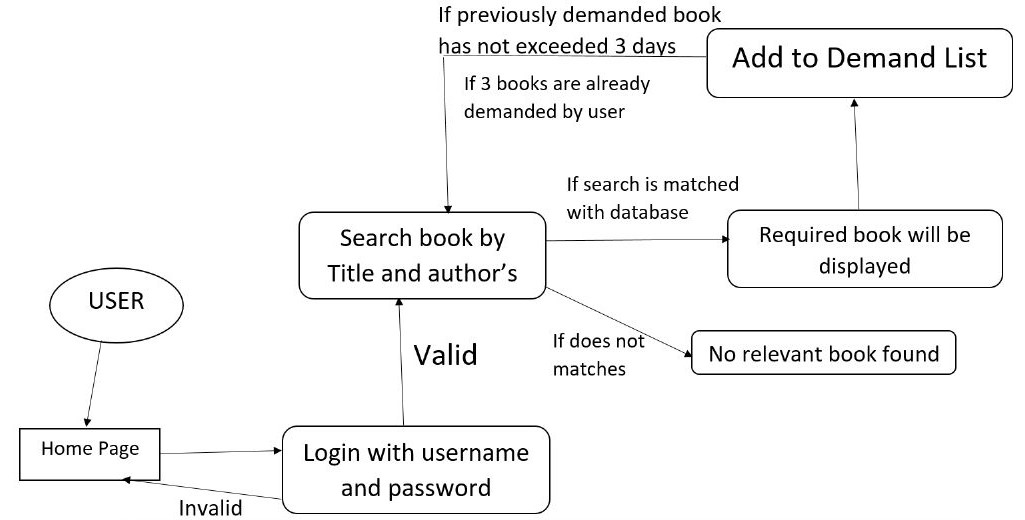 If previously demanded book
has not exceeded 3 days
Add to Demand List
If 3 books are already
demanded by user
If search is matched
with database
Search book by
Title and author's
Required book will be
displayed
USER
If does not
matches
No relevant book found
Valid
Home Page
Login with username
and password
Invalid